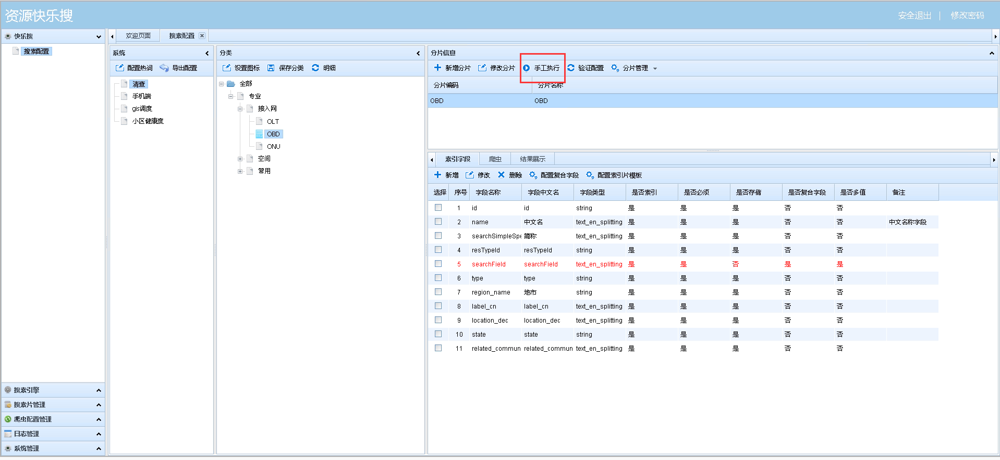 资源快乐搜
安全退出 | 修改密码
快乐搜
欢迎页面 搜索配置
搜索配置
系统
配置热词 导出配置
清查
手机端
gis调度
小区健康度
分类
设置图标 保存分类 明细
全部
专业
接入网
OLT
OBD
ONU
空间
常用
分片信息
新增分片 修改分片 手工执行 验证配置 分片管理
分片编码 分片名称
OBD OBD
索引字段 爬虫 结果展示
新增 修改 删除 配置复合字段 配置索引片模板
选择 序号 字段名称 字段中文名 字段类型 是否索引 是否必须 是否存储 是否复合字段 是否多值 备注
1 id id string 是 是 是 否 否
2 name 中文名 text_en_splitting 是 是 是 否 否 中文名称字段
3 searchSimpleSpe 简称 text_en_splitting 是 是 是 否 否
4 resTypeId resTypeId string 是 是 是 否 否
5 searchField searchField text_en_splitting 是 是 否 是 是
6 type type string 是 是 是 否 否
7 region_name 地市 string 是 是 是 否 否
8 label_cn label_cn text_en_splitting 是 是 是 否 否
9 location_dec location_dec text_en_splitting 是 是 是 否 否
10 state state string 是 是 是 否 否
11 related_commun related_commun text_en_splitting 是 是 是 否 否
搜索引擎
搜索片管理
爬虫配置管理
日志管理
系统管理